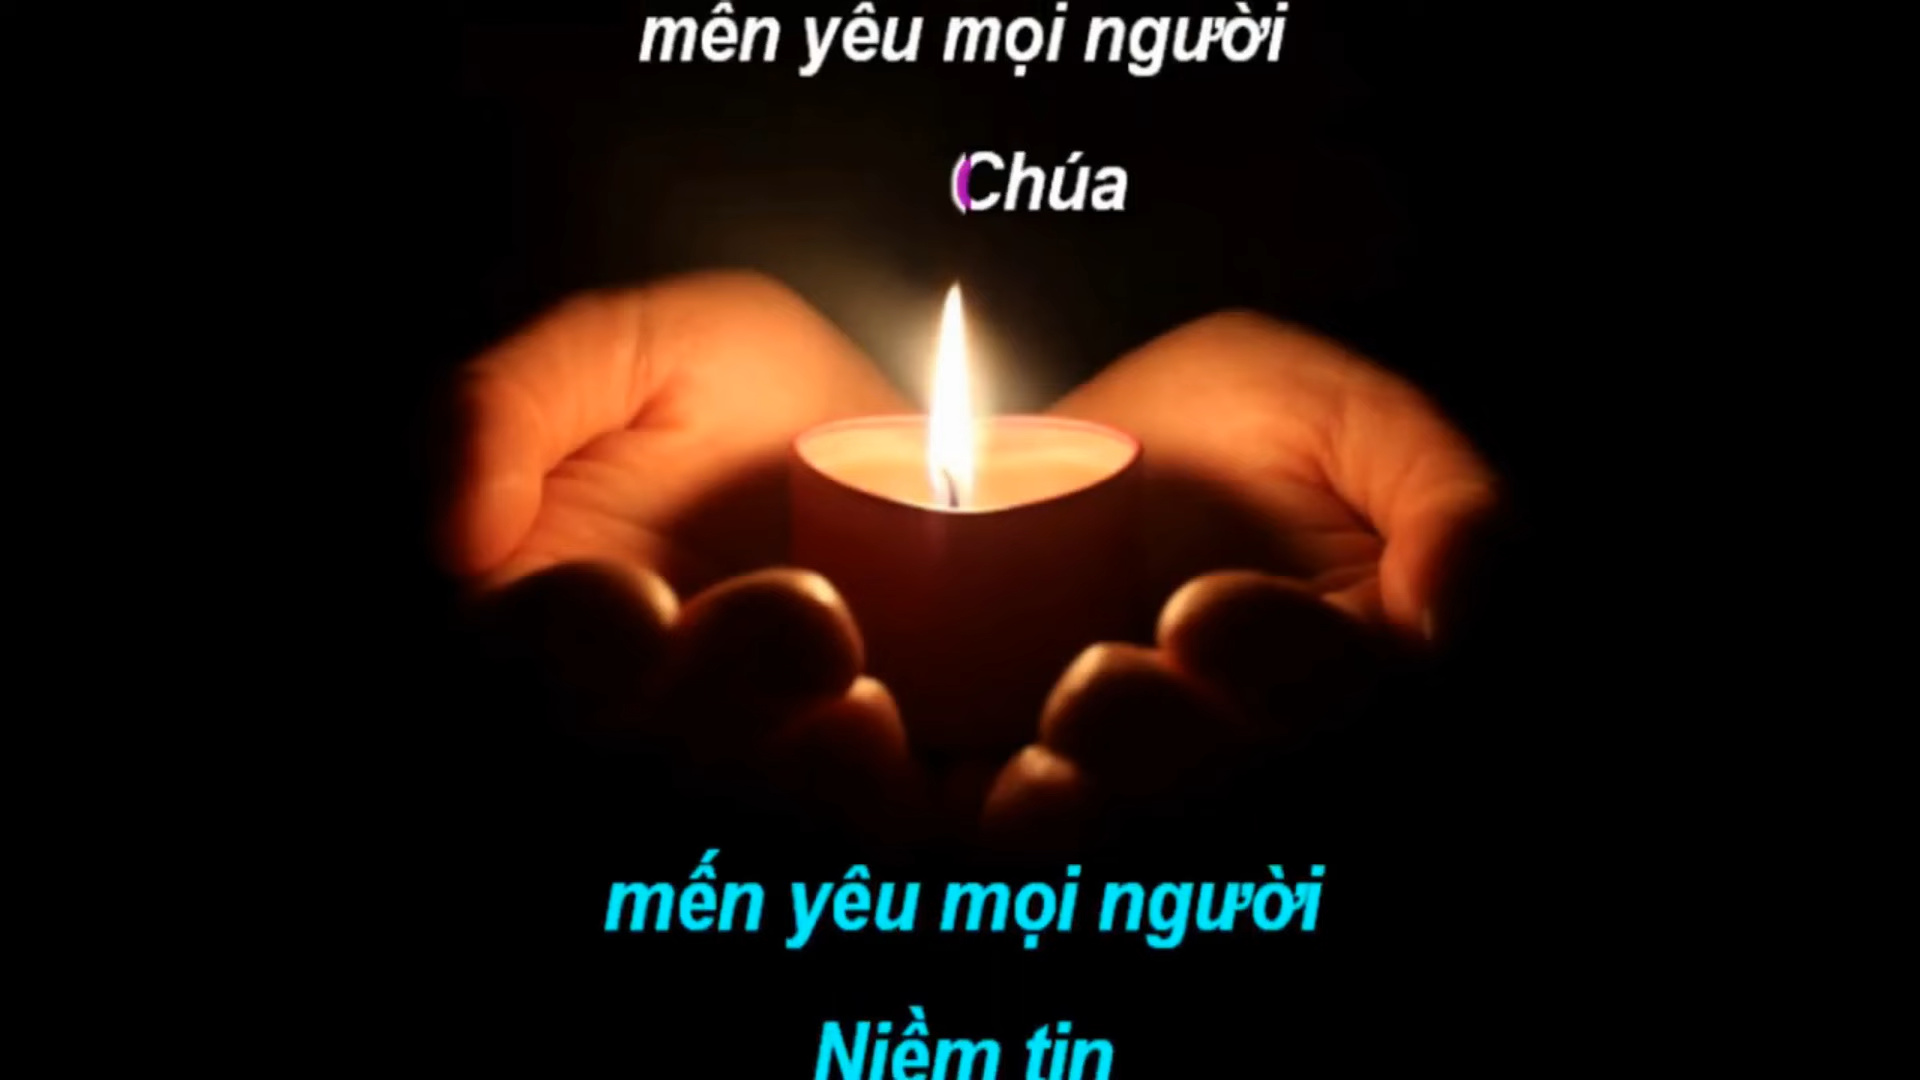 mến yêu mọi người
Chúa
mến yêu mọi người
Niềm tin